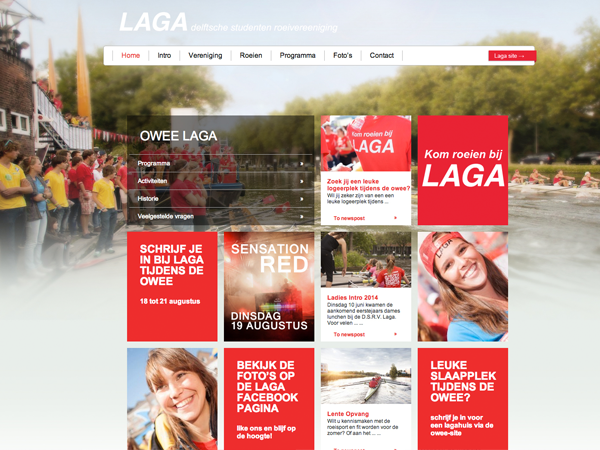 LAGA delftsche studenten roeivereeniging
Home Intro Vereniging Roeien Programma Foto's Contact Laga site →
OWEE LAGA
Programma »
Activiteiten »
Historie »
Veelgestelde vragen »
Kom roeien bij
LAGA
Zoek jij een leuke
logeerplek tijdens de owee?
Wil jij zeker zijn van een een
leuke logeerplek tijdens ...
To newspost »
Kom roeien bij
LAGA
SCHRIJF JE
IN BIJ LAGA
TIJDENS DE
OWEE
18 tot 21 augustus
SENSATION
RED
DINSDAG
19 AUGUSTUS
Ladies Intro 2014
Dinsdag 10 juni kwamen de
aankomend eerstejaars dames
lunchen bij de D.S.R.V. Laga.
Voor velen ... ...
To newspost »
LAGA
BEKIJK DE
FOTO'S OP
DE LAGA
FACEBOOK
PAGINA
like ons en blijf op
de hoogte!
Lente Opvang
Wilt u kennismaken met de
roeisport en fit worden voor de
zomer? Of aan het ... ...
To newspost »
LEUKE
SLAAPPLEK
TIJDENS DE
OWEE?
schrijf je in voor
een lagahuis via de
owee-site